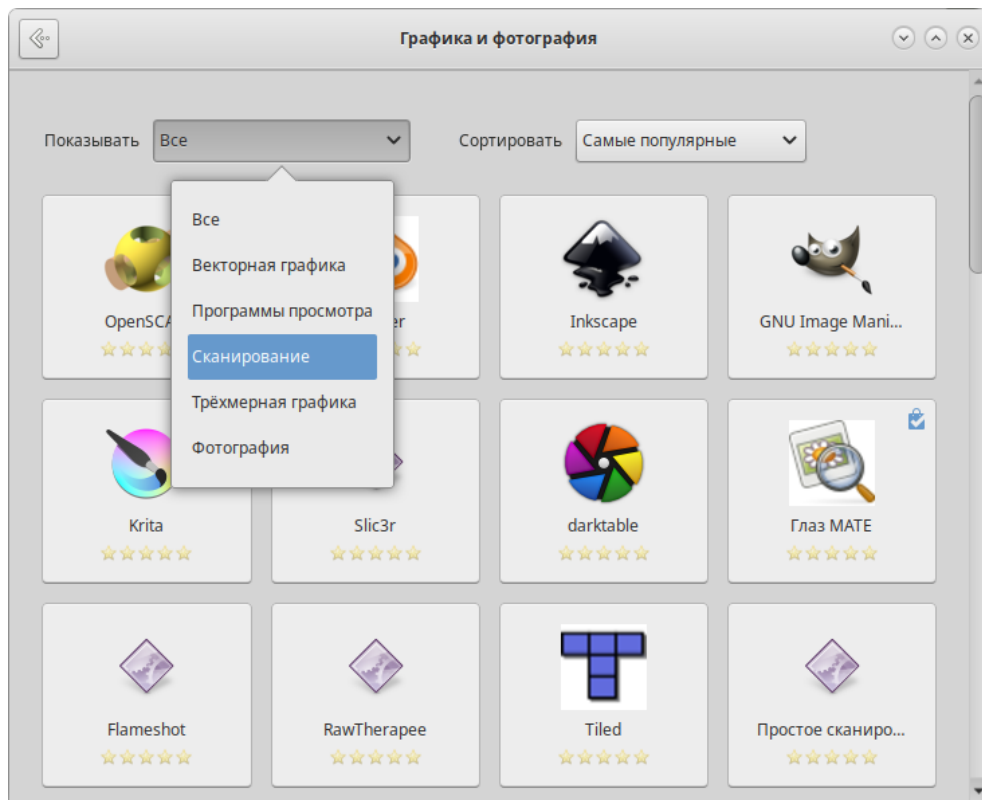 Графика и фотография
Показывать Все Сортировать Самые популярные
Все
Векторная графика
Программы просмотра
Сканирование
Трёхмерная графика
Фотография
Inkscape GNU Image Mani...
Krita Slic3r darktable Глаз MATE
Flameshot RawTherapee Tiled Простое сканиро...